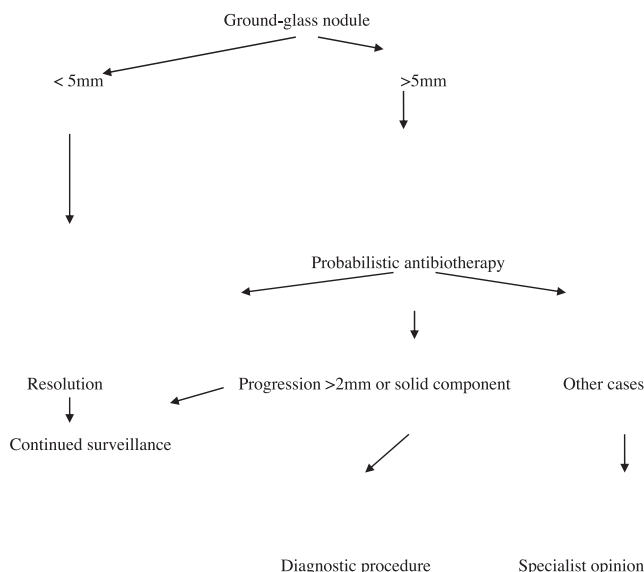 Ground-glass nodule
< 5mm
>5mm
Probabilistic antibiotherapy
Resolution
Progression >2mm or solid component
Other cases
Continued surveillance
Diagnostic procedure
Specialist opinion